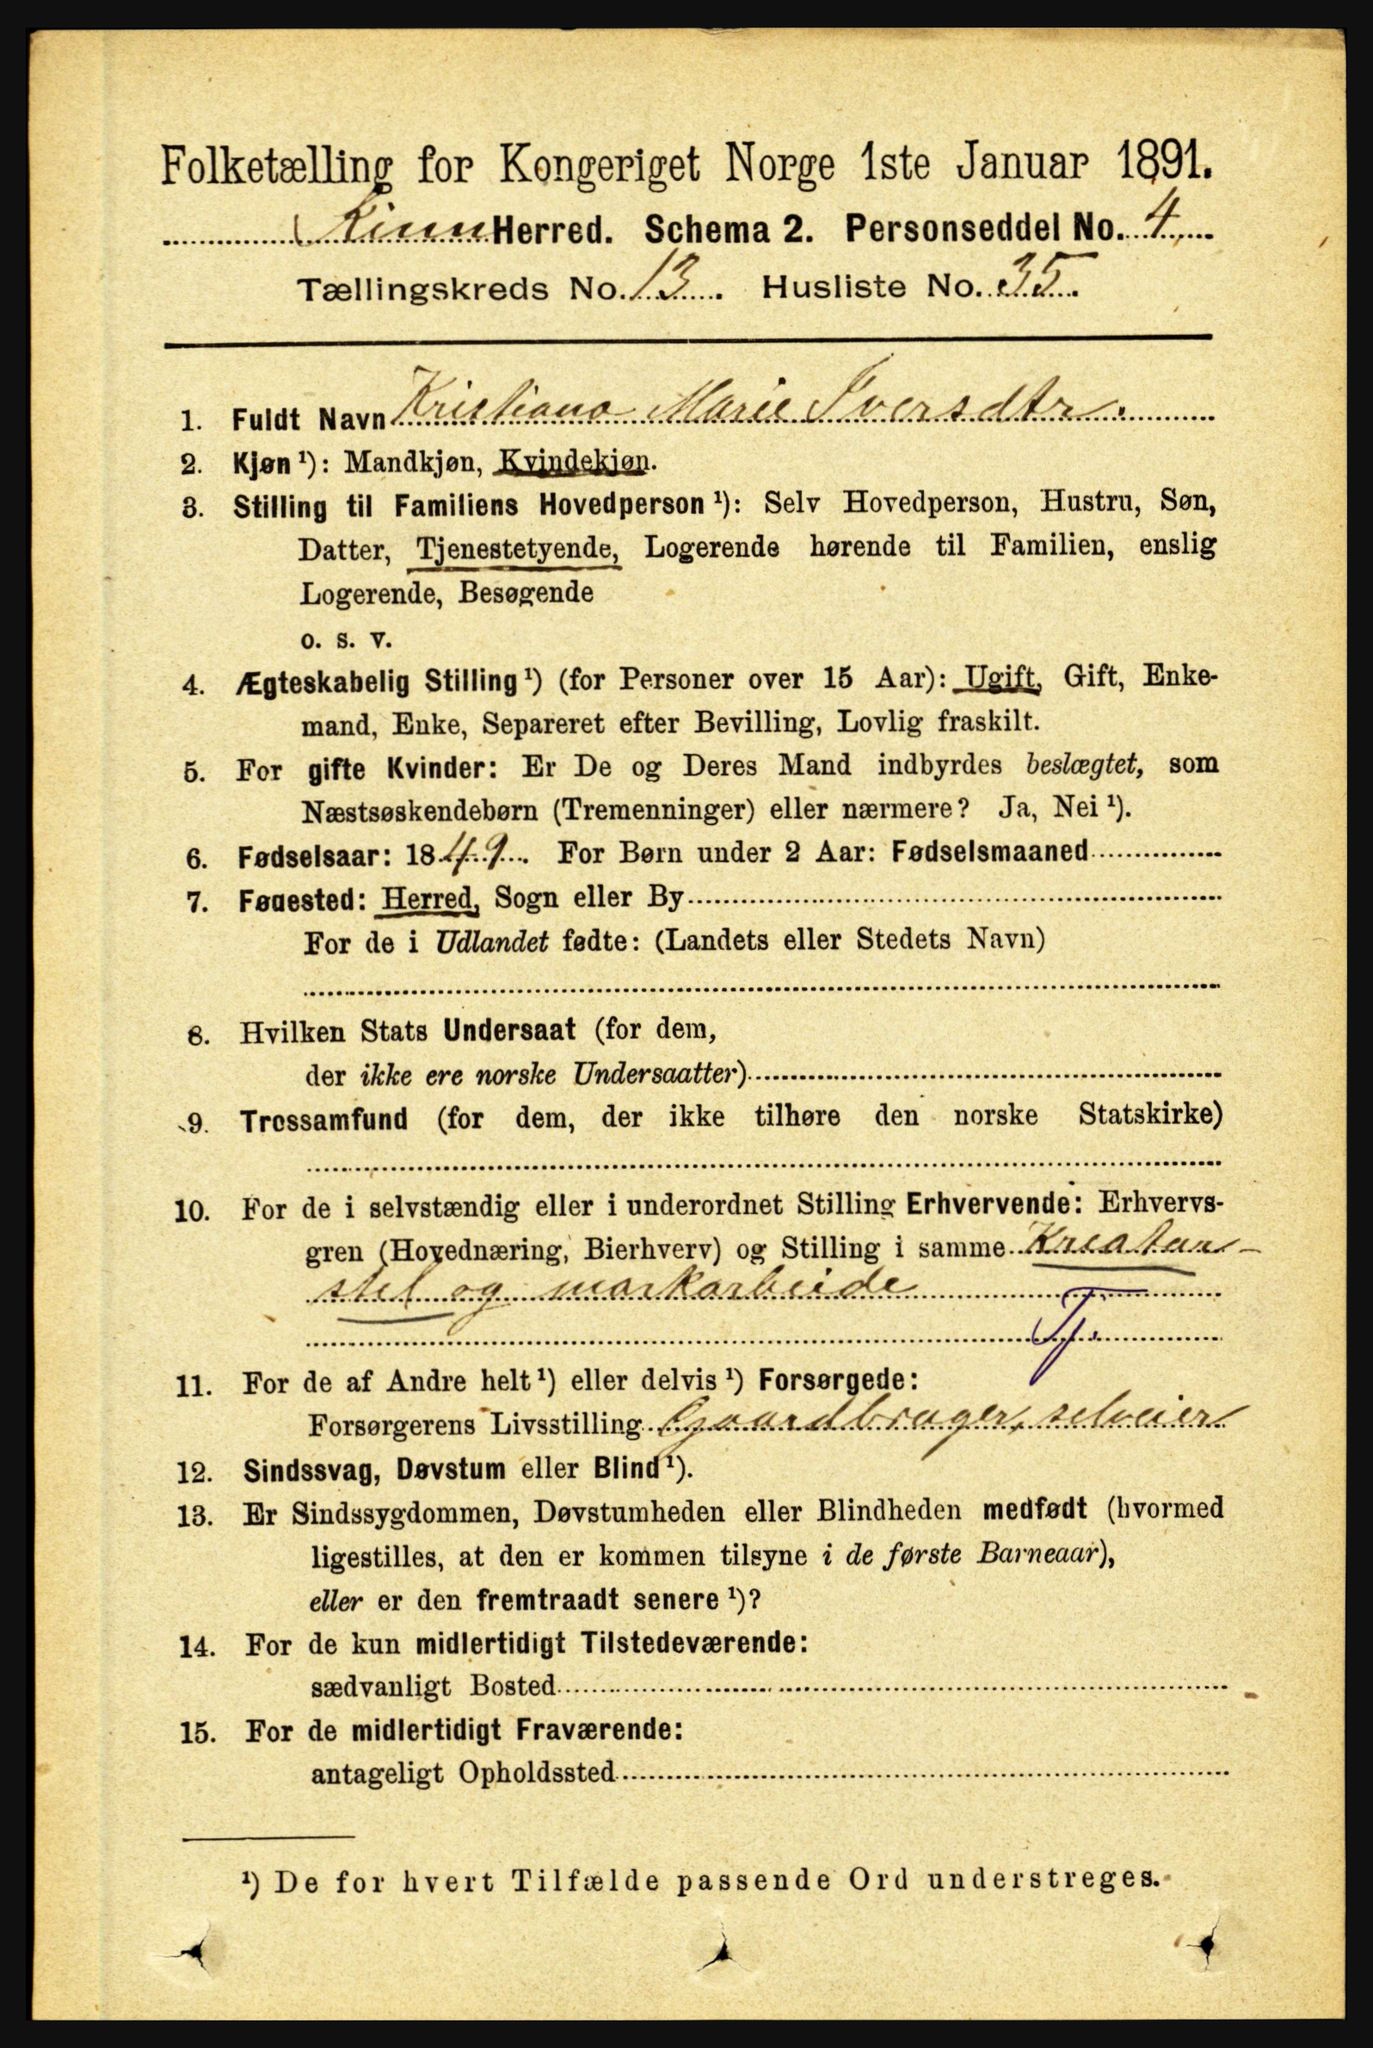 Folketælling for Kongeriget Norge 1ste Januar 1891.
Kinn Herred. Schema 2. Personseddel No. 4
Tællingskreds No. 13. Husliste No. 35.
1. Fuldt Navn Kristiana Marie Iversdtr.
2. Kjøn ¹): Mandkjøn, Kvindekjøn.
3. Stilling til Familiens Hovedperson ¹): Selv Hovedperson, Hustru, Søn,
Datter, Tjenestetyende, Logerende hørende til Familien, enslig
Logerende, Besøgende
o. s. v.
4. Ægteskabelig Stilling ¹) (for Personer over 15 Aar): Ugift, Gift, Enke-
mand, Enke, Separeret efter Bevilling, Lovlig fraskilt.
5. For gifte Kvinder: Er De og Deres Mand indbyrdes beslægtet, som
Næstsøskendebørn (Tremenninger) eller nærmere? Ja, Nei ¹).
6. Fødselsaar: 1849. For Børn under 2 Aar: Fødselsmaaned
7. Fødested: Herred, Sogn eller By
For de i Udlandet fødte: (Landets eller Stedets Navn)
8. Hvilken Stats Undersaat (for dem,
der ikke ere norske Undersaatter)
9. Trossamfund (for dem, der ikke tilhøre den norske Statskirke)
10. For de i selvstændig eller i underordnet Stilling Erhvervende: Erhvervs-
gren (Hovednæring, Bierhverv) og Stilling i samme Kreatur-
stel og markarbeide
Tj.
11. For de af Andre helt ¹) eller delvis ¹) Forsørgede:
Forsørgerens Livsstilling Gaardbruger, selveier
12. Sindssvag, Døvstum eller Blind ¹).
13. Er Sindssygdommen, Døvstumheden eller Blindheden medfødt (hvormed
ligestilles, at den er kommen tilsyne i de første Barneaar),
eller er den fremtraadt senere ¹)?
14. For de kun midlertidigt Tilstedeværende:
sædvanligt Bosted
15. For de midlertidigt Fraværende:
antageligt Opholdssted
¹) De for hvert Tilfælde passende Ord understreges.